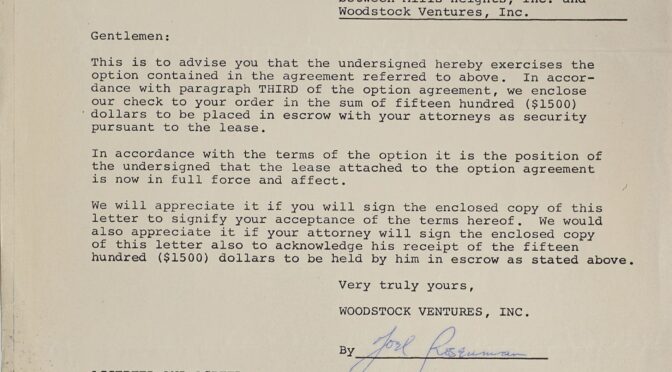 between Mills Heights, Inc. and
Woodstock Ventures, Inc.
Gentlemen:
This is to advise you that the undersigned hereby exercises the
option contained in the agreement referred to above. In accor-
dance with paragraph THIRD of the option agreement, we enclose
our check to your order in the sum of fifteen hundred ($1500)
dollars to be placed in escrow with your attorneys as security
pursuant to the lease.
In accordance with the terms of the option it is the position of
the undersigned that the lease attached to the option agreement
is now in full force and affect.
We will appreciate it if you will sign the enclosed copy of this
letter to signify your acceptance of the terms hereof. We would
also appreciate it if your attorney will sign the enclosed copy
of this letter also to acknowledge his receipt of the fifteen
hundred ($1500) dollars to be held by him in escrow as stated above.
Very truly yours,
WOODSTOCK VENTURES, INC.
By Joel Rosenman